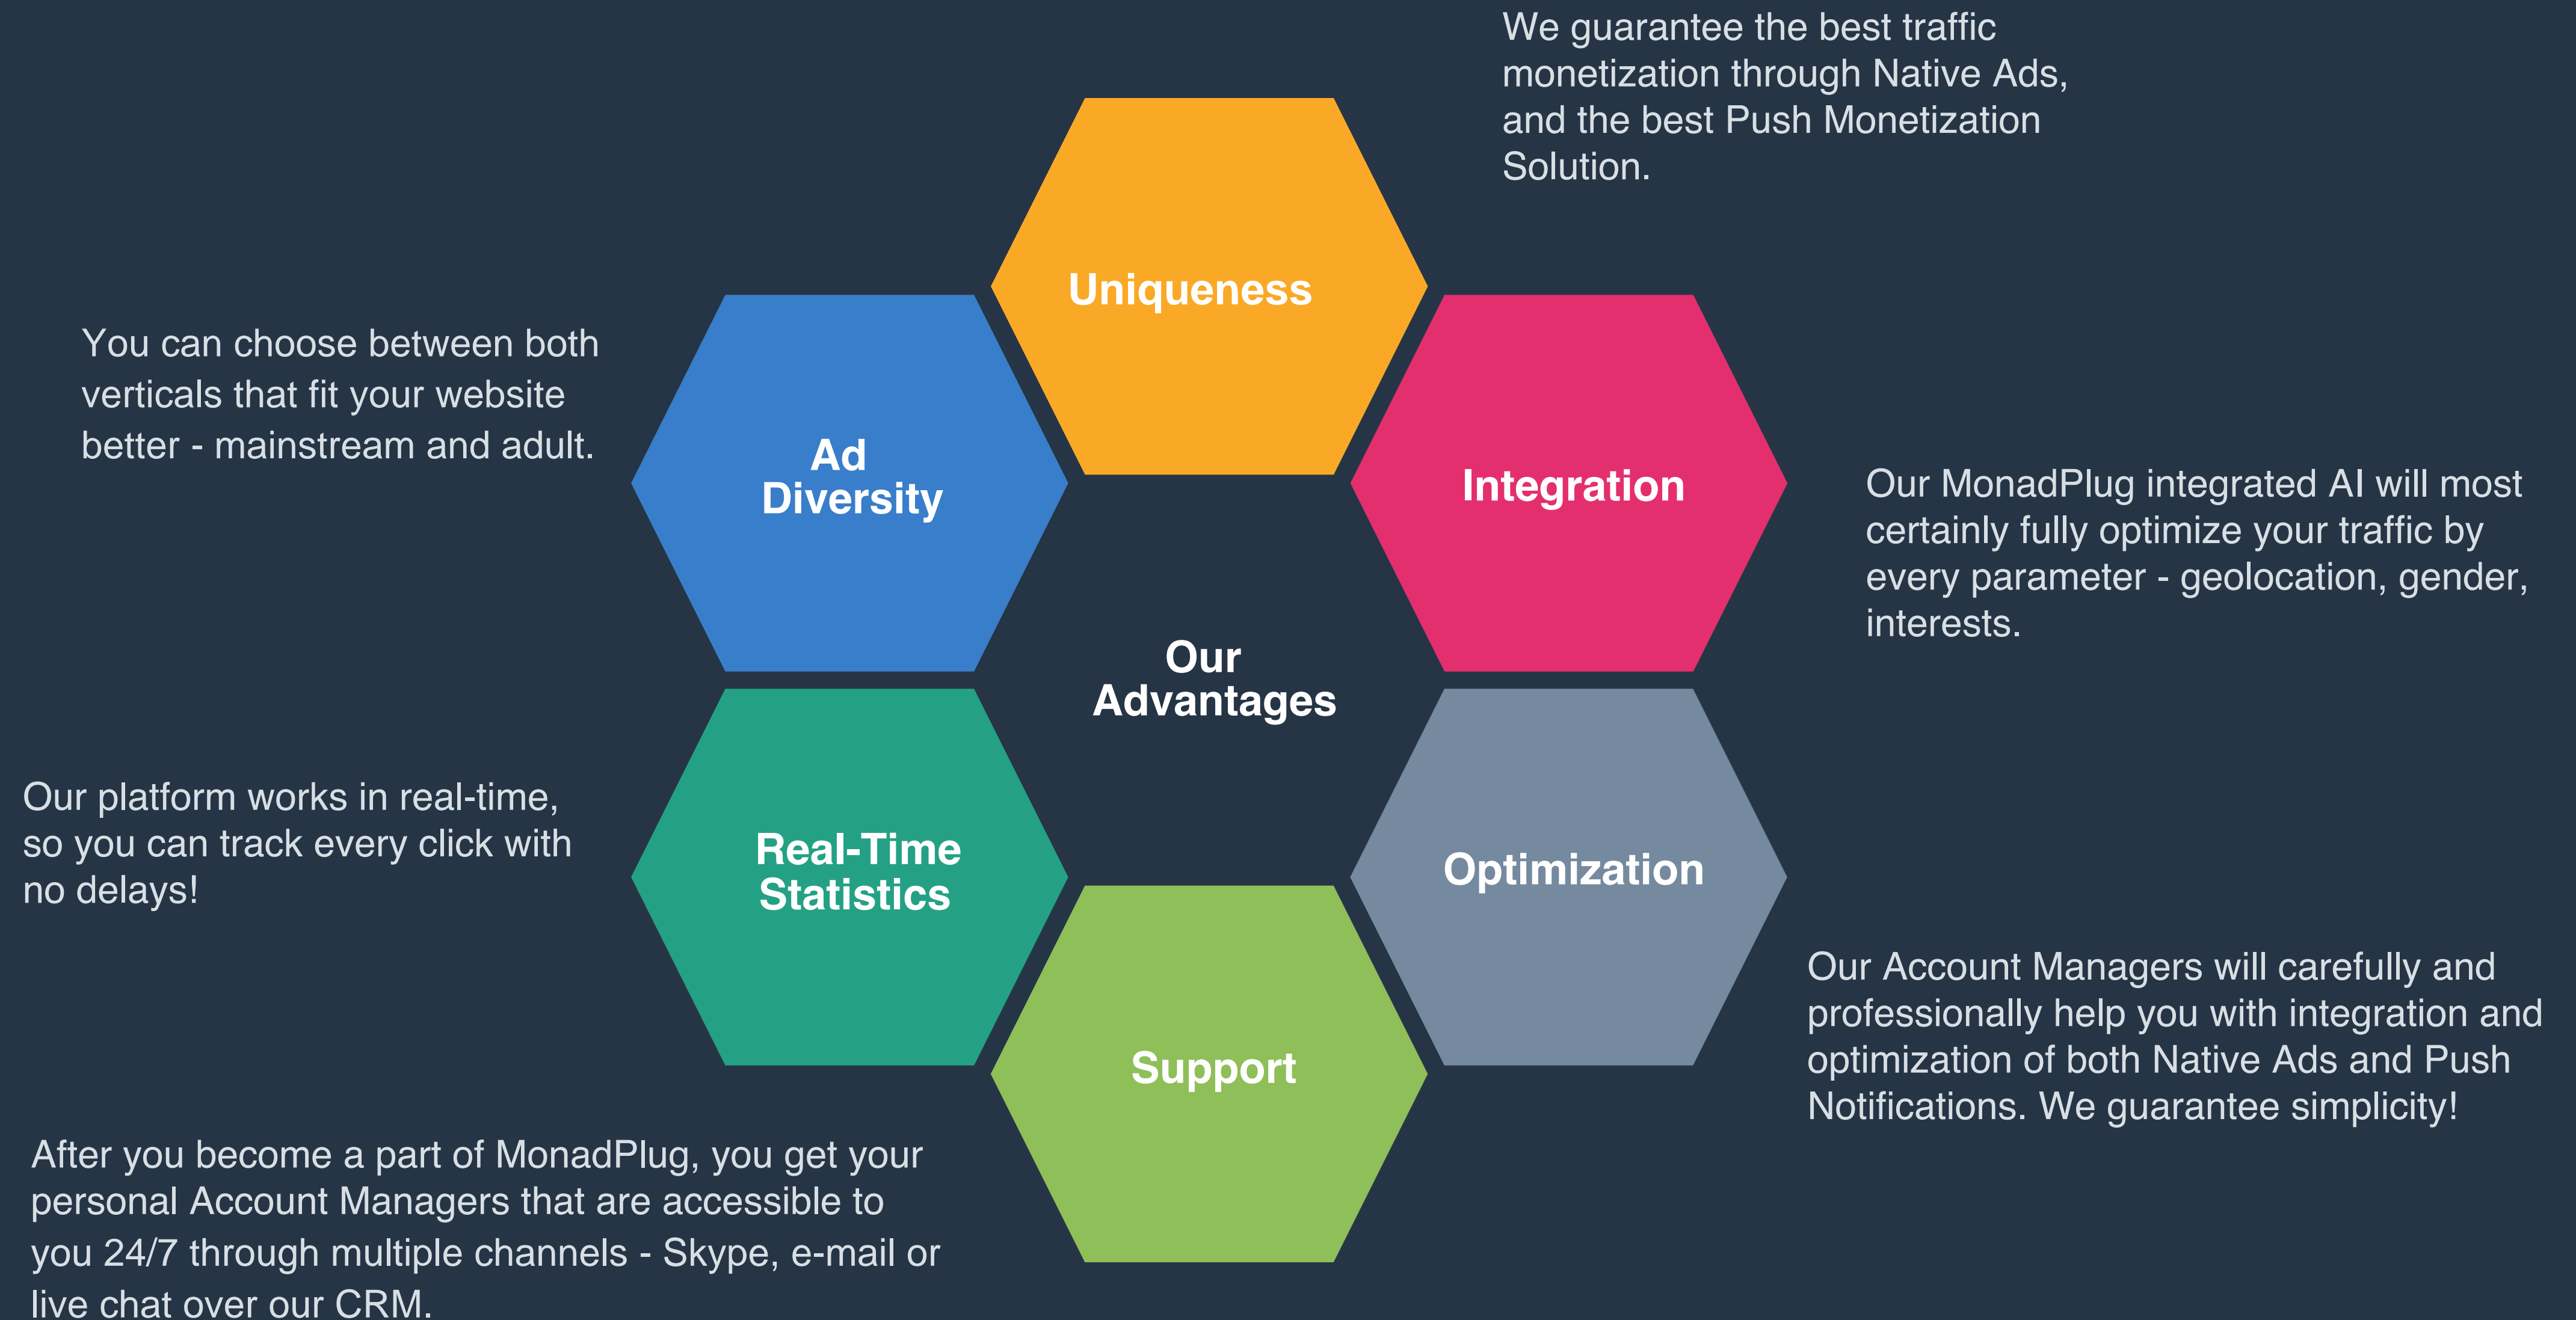 We guarantee the best traffic
monetization through Native Ads,
and the best Push Monetization
Solution.
Uniqueness
You can choose between both
verticals that fit your website
better - mainstream and adult.
Ad
Diversity
Integration
Our MonadPlug integrated AI will most
certainly fully optimize your traffic by
every parameter - geolocation, gender,
interests.
Our
Advantages
Our platform works in real-time,
so you can track every click with
no delays!
Real-Time
Statistics
Optimization
Our Account Managers will carefully and
professionally help you with integration and
optimization of both Native Ads and Push
Notifications. We guarantee simplicity!
Support
After you become a part of MonadPlug, you get your
personal Account Managers that are accessible to
you 24/7 through multiple channels - Skype, e-mail or
live chat over our CRM.